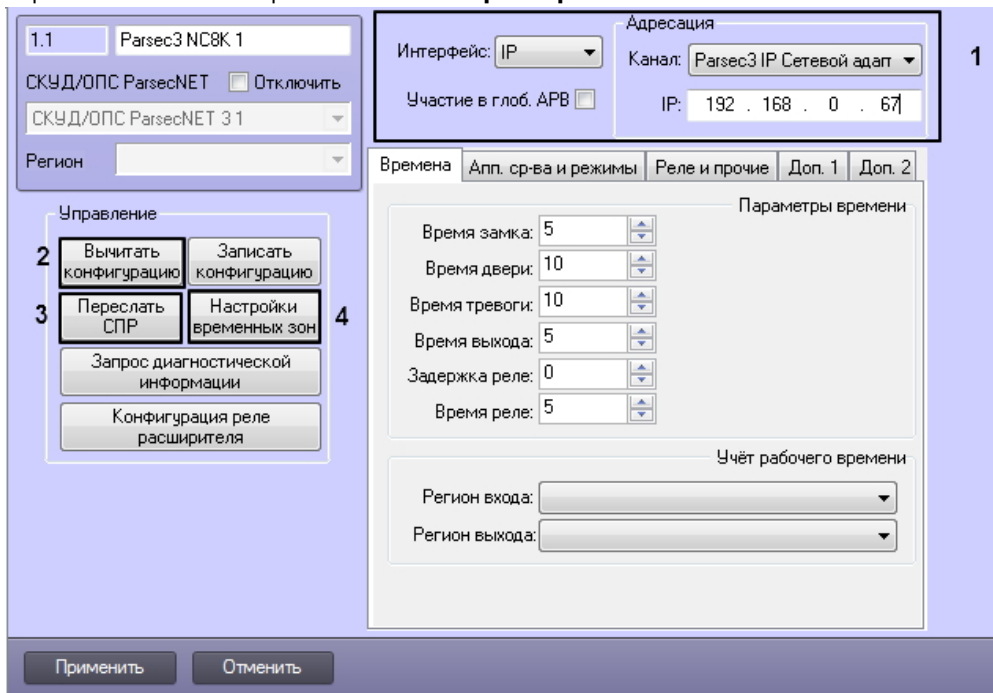 1.1 Parsec3 NC8K 1
СКУД/ОПС ParsecNET Отключить
СКУД/ОПС ParsecNET 3 1
Регион
Управление
2 Вычитать конфигурацию
Записать конфигурацию
3 Переслать СПР
Настройки временных зон 4
Запрос диагностической информации
Конфигурация реле расширителя
Интерфейс: IP
Участие в глоб. APB
Адресация
Канал: Parsec3 IP Сетевой адапт
IP: 192 . 168 . 0 . 67
1
Времена Апп. ср-ва и режимы Реле и прочие Доп. 1 Доп. 2
Параметры времени
Время замка: 5
Время двери: 10
Время тревоги: 10
Время выхода: 5
Задержка реле: 0
Время реле: 5
Учёт рабочего времени
Регион входа:
Регион выхода:
Применить Отменить